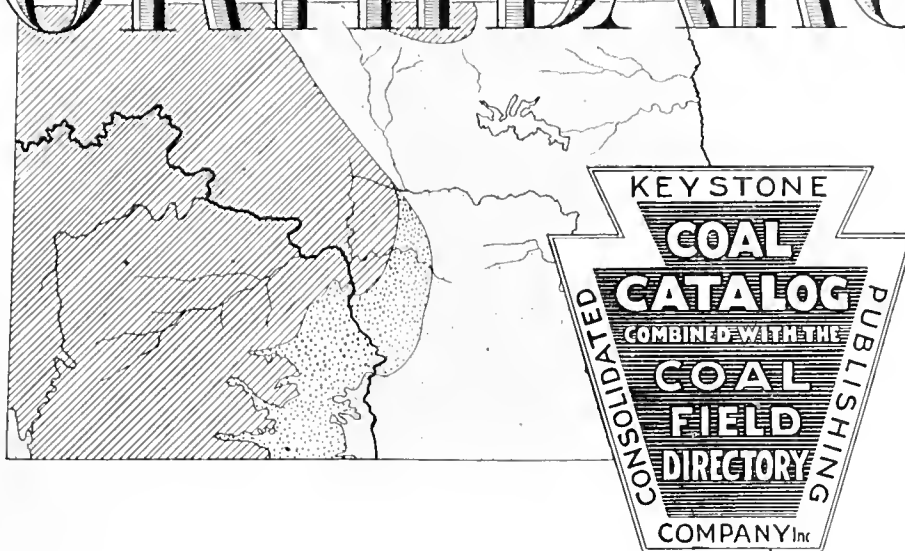 KEYSTONE
COAL
CATALOG
COMBINED WITH THE
COAL
FIELD
DIRECTORY
CONSOLIDATED
PUBLISHING
COMPANY Inc